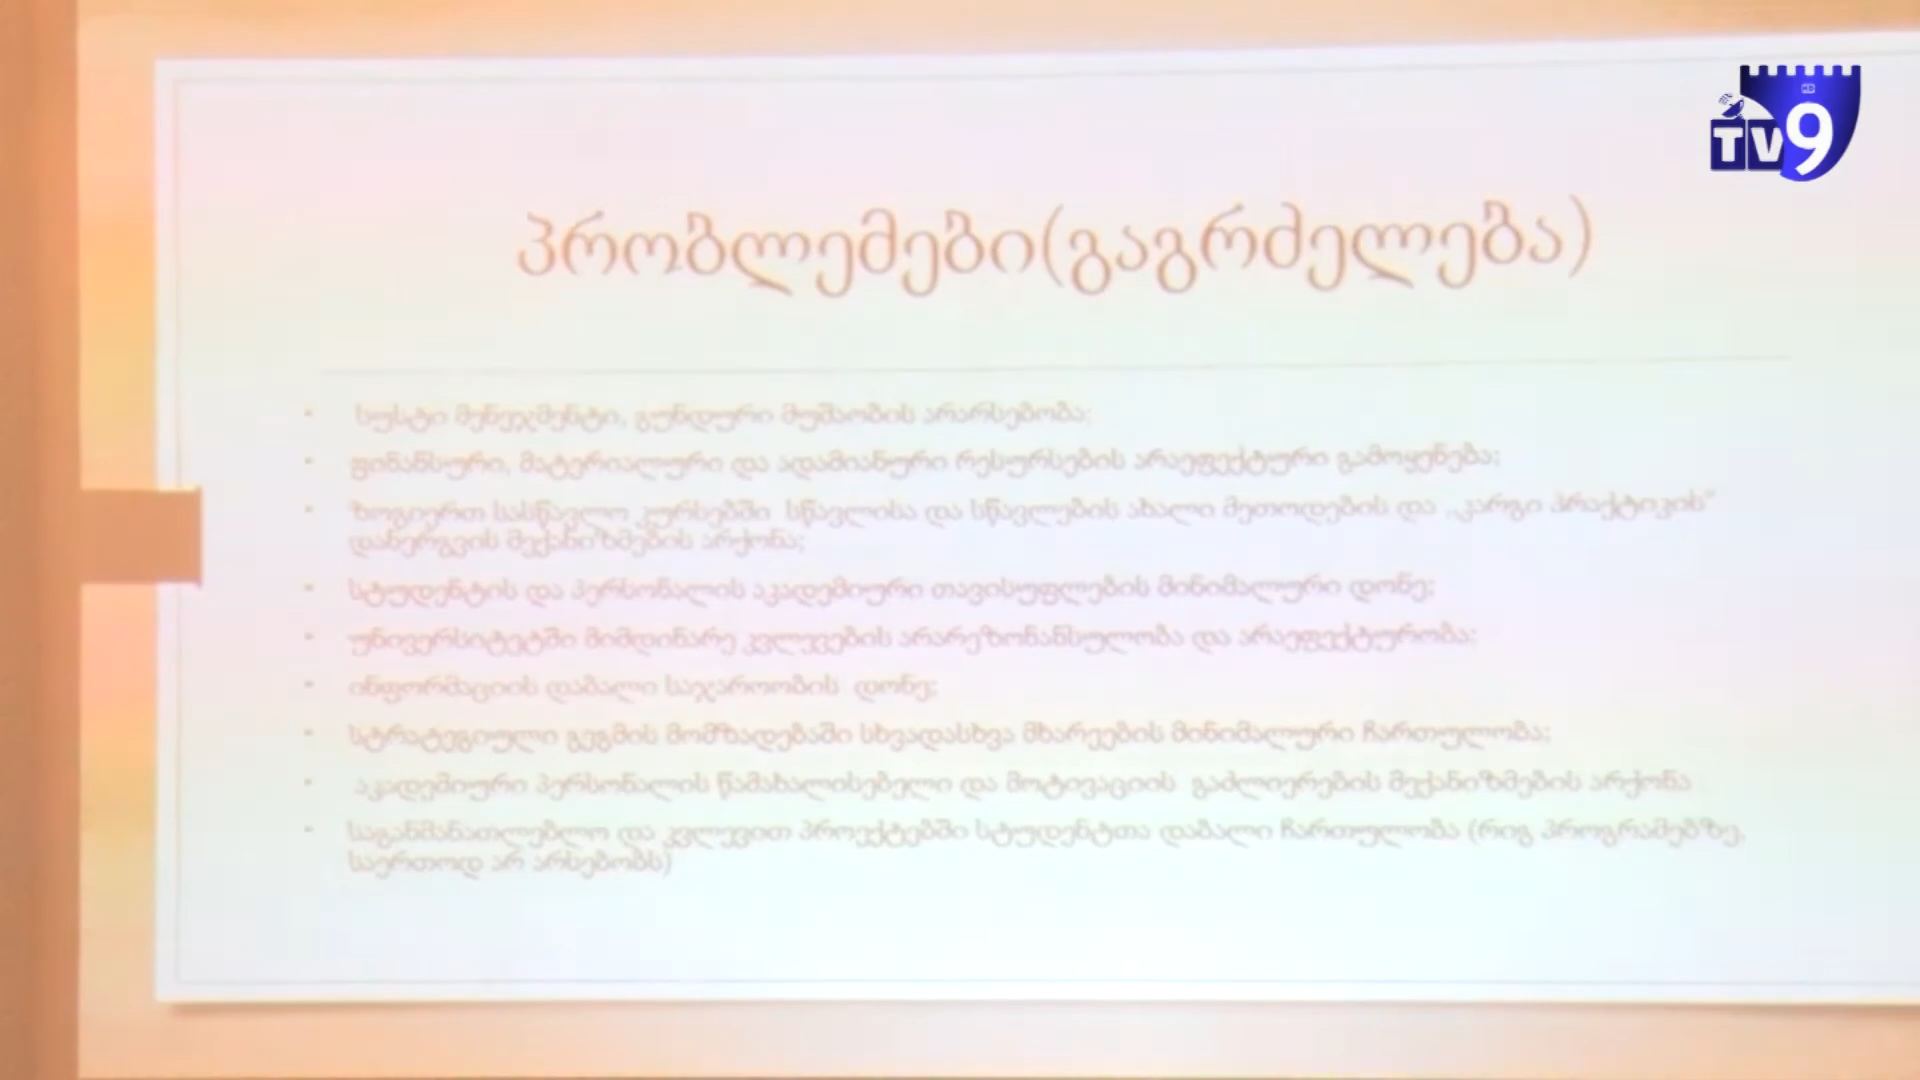 TV9
პრობლემები(გაგრძელება)
• სუსტი მენეჯმენტი, გუნდური მუშაობის არარსებობა;
• ფინანსური, მატერიალური და ადამიანური რესურსების არაეფექტური გამოყენება;
• ზოგიერთ სასწავლო კურსებში სწავლისა და სწავლების ახალი მეთოდების და „კარგი პრაქტიკის“
დანერგვის მექანიზმების არქონა;
• სტუდენტის და პერსონალის აკადემიური თავისუფლების მინიმალური დონე;
• უნივერსიტეტში მიმდინარე კვლევების არარეზონანსულობა და არაეფექტურობა;
• ინფორმაციის დაბალი საჯაროობის დონე;
• სტრატეგიული გეგმის მომზადებაში სხვადასხვა მხარეების მინიმალური ჩართულობა;
• აკადემიური პერსონალის წამახალისებელი და მოტივაციის გაძლიერების მექანიზმების არქონა
• საგანმანათლებლო და კვლევით პროექტებში სტუდენტთა დაბალი ჩართულობა (რიგ პროგრამებზე,
საერთოდ არ არსებობს)